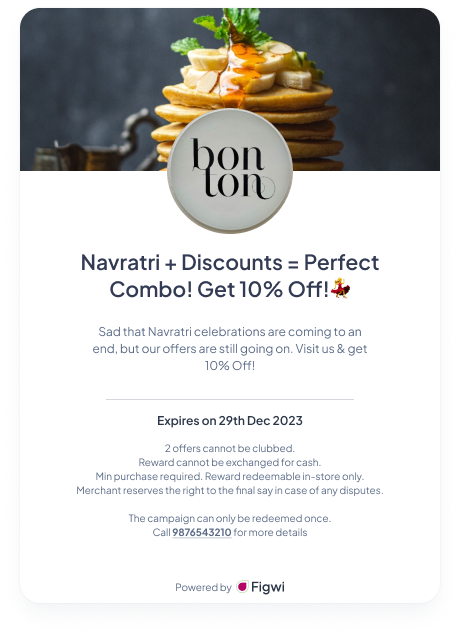 bon
ton
Navratri + Discounts = Perfect
Combo! Get 10% Off!💃
Sad that Navratri celebrations are coming to an
end, but our offers are still going on. Visit us & get
10% Off!
Expires on 29th Dec 2023
2 offers cannot be clubbed.
Reward cannot be exchanged for cash.
Min purchase required. Reward redeemable in-store only.
Merchant reserves the right to the final say in case of any disputes.
The campaign can only be redeemed once.
Call 9876543210 for more details
Powered by Figwi